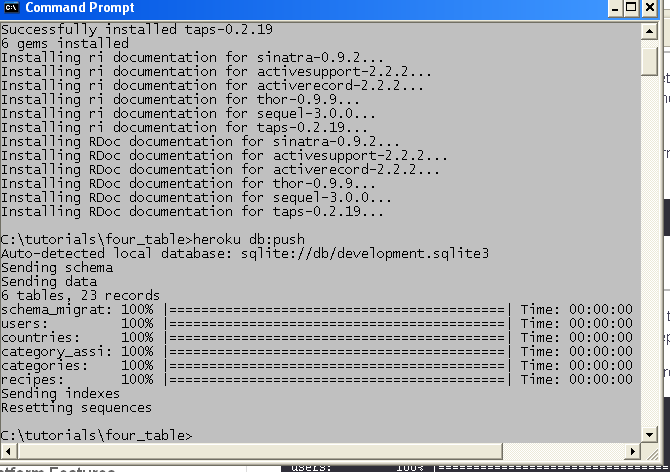 Command Prompt
Successfully installed taps-0.2.19
6 gems installed
Installing ri documentation for sinatra-0.9.2...
Installing ri documentation for activesupport-2.2.2...
Installing ri documentation for activerecord-2.2.2...
Installing ri documentation for thor-0.9.9...
Installing ri documentation for sequel-3.0.0...
Installing ri documentation for taps-0.2.19...
Installing RDoc documentation for sinatra-0.9.2...
Installing RDoc documentation for activesupport-2.2.2...
Installing RDoc documentation for activerecord-2.2.2...
Installing RDoc documentation for thor-0.9.9...
Installing RDoc documentation for sequel-3.0.0...
Installing RDoc documentation for taps-0.2.19...
C:\tutorials\four_table>heroku db:push
Auto-detected local database: sqlite://db/development.sqlite3
Sending schema
Sending data
6 tables, 23 records
schema_migrat: 100% |==========================================| Time: 00:00:00
users:         100% |==========================================| Time: 00:00:00
countries:     100% |==========================================| Time: 00:00:00
category_assi: 100% |==========================================| Time: 00:00:00
categories:    100% |==========================================| Time: 00:00:00
recipes:       100% |==========================================| Time: 00:00:00
Sending indexes
Resetting sequences
C:\tutorials\four_table>